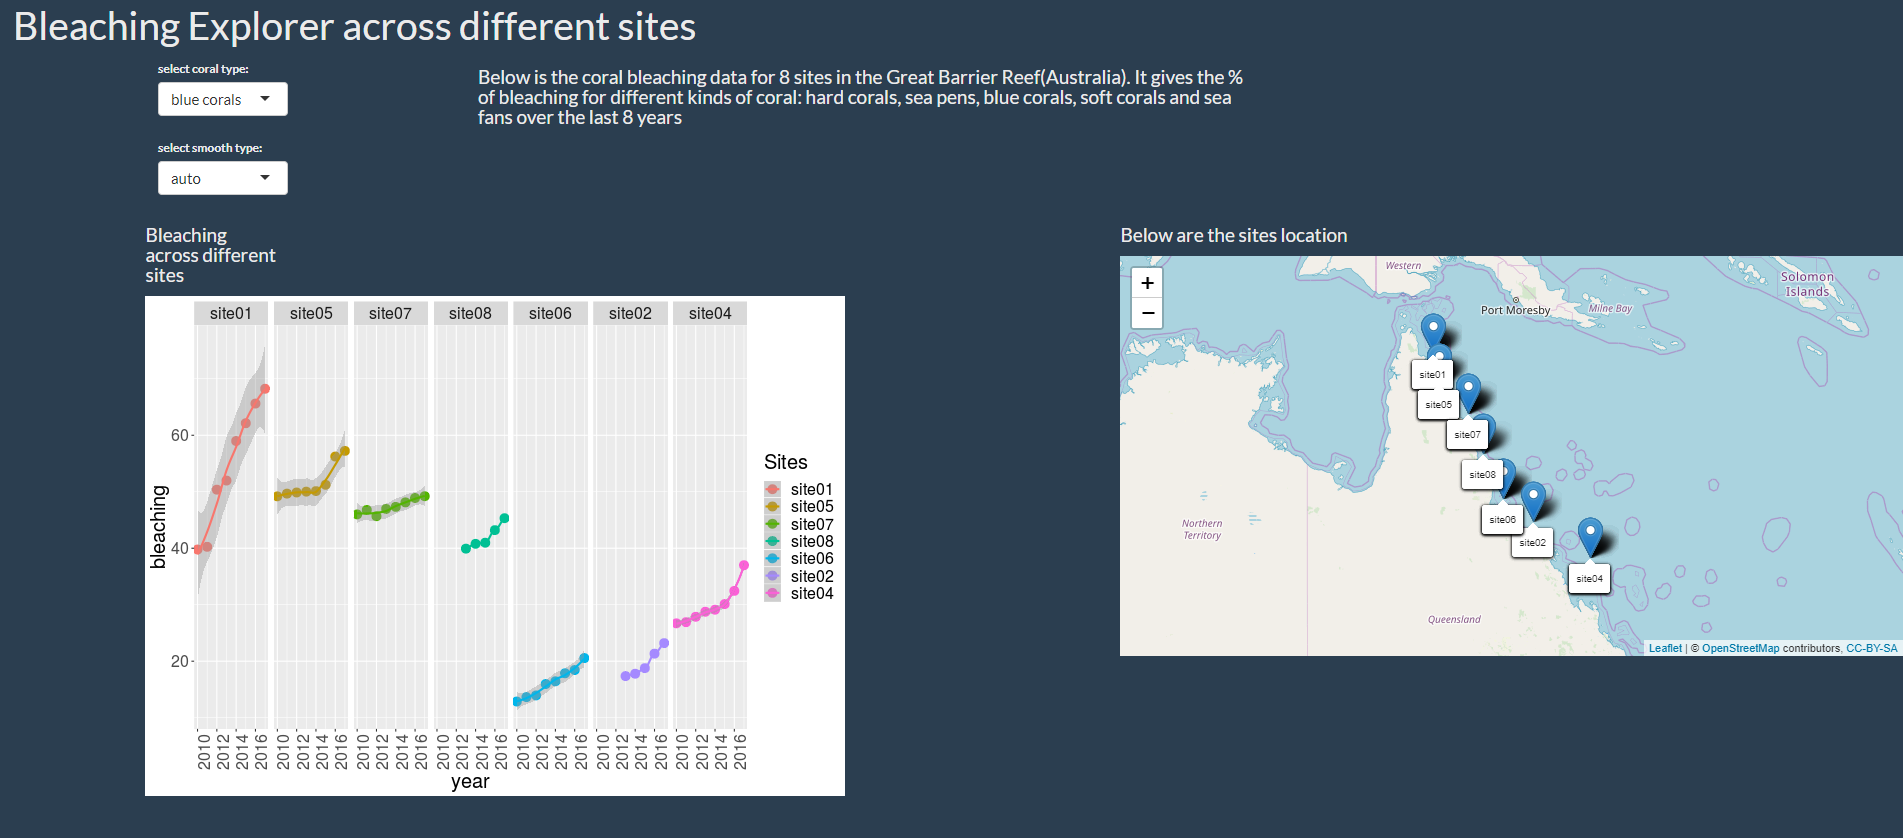 Bleaching Explorer across different sites
select coral type:
blue corals
select smooth type:
auto
Below is the coral bleaching data for 8 sites in the Great Barrier Reef(Australia). It gives the %
of bleaching for different kinds of coral: hard corals, sea pens, blue corals, soft corals and sea
fans over the last 8 years
Bleaching
across different
sites
site01 site05 site07 site08 site06 site02 site04
60
40
20
bleaching
2010 2012 2014 2016 2010 2012 2014 2016 2010 2012 2014 2016 2010 2012 2014 2016 2010 2012 2014 2016 2010 2012 2014 2016 2010 2012 2014 2016
year
Sites
site01
site05
site07
site08
site06
site02
site04
Below are the sites location
+
−
Western
Solomon
Islands
Port Moresby
Milne Bay
site01
site05
site07
site08
site06
site02
site04
Northern
Territory
Queensland
Leaflet | © OpenStreetMap contributors, CC-BY-SA